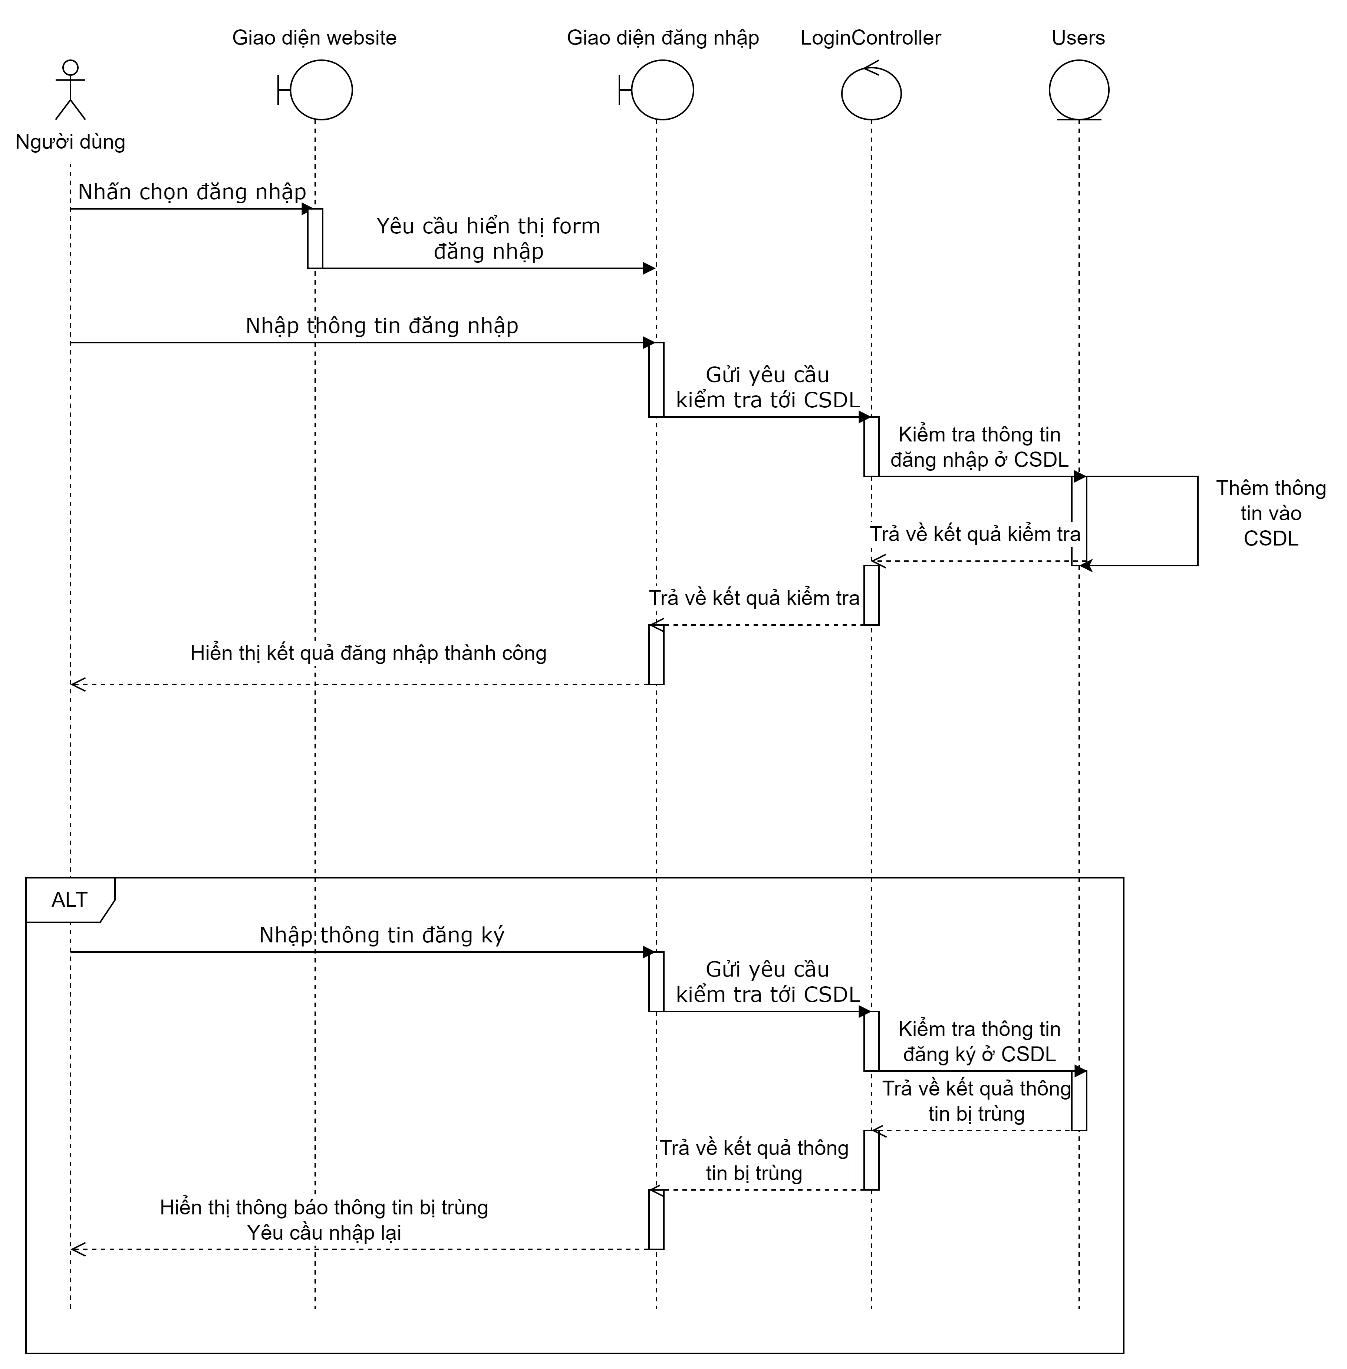 Giao diện website
Giao diện đăng nhập
LoginController
Users
Người dùng
Nhấn chọn đăng nhập
Yêu cầu hiển thị form
đăng nhập
Nhập thông tin đăng nhập
Gửi yêu cầu
kiểm tra tới CSDL
Kiểm tra thông tin
đăng nhập ở CSDL
Thêm thông
tin vào
CSDL
Trả về kết quả kiểm tra
Trả về kết quả kiểm tra
Hiển thị kết quả đăng nhập thành công
ALT
Nhập thông tin đăng ký
Gửi yêu cầu
kiểm tra tới CSDL
Kiểm tra thông tin
đăng ký ở CSDL
Trả về kết quả thông
tin bị trùng
Trả về kết quả thông
tin bị trùng
Hiển thị thông báo thông tin bị trùng
Yêu cầu nhập lại